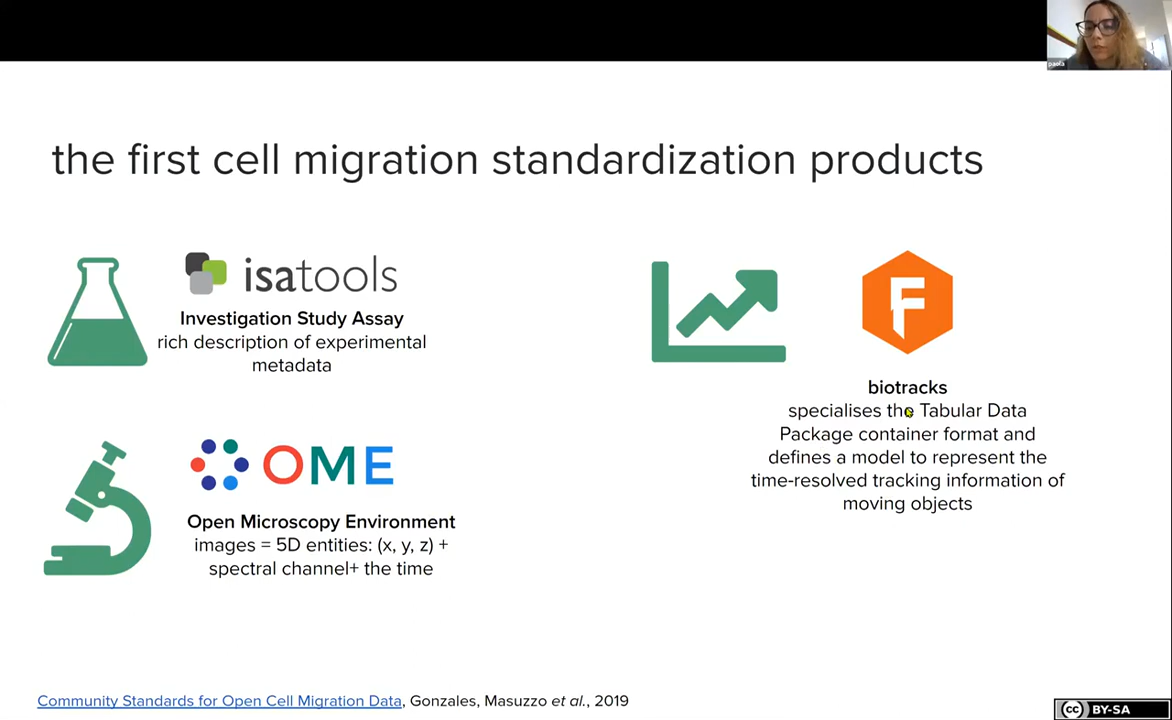 paola
the first cell migration standardization products
isatools
Investigation Study Assay
rich description of experimental
metadata
OME
Open Microscopy Environment
images = 5D entities: (x, y, z) +
spectral channel+ the time
F
biotracks
specialises the Tabular Data
Package container format and
defines a model to represent the
time-resolved tracking information of
moving objects
Community Standards for Open Cell Migration Data, Gonzales, Masuzzo et al., 2019
cc BY-SA